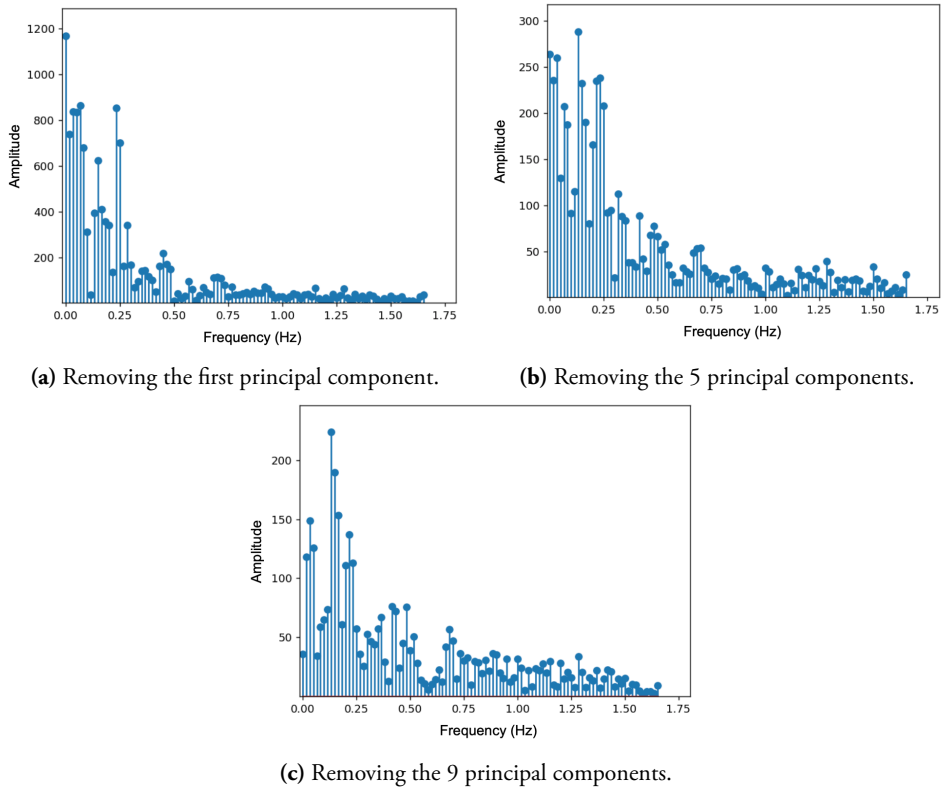 1200
1000
800
600
400
200
Amplitude
0.00 0.25 0.50 0.75 1.00 1.25 1.50 1.75
Frequency (Hz)
(a) Removing the first principal component.
300
250
200
150
100
50
Amplitude
0.00 0.25 0.50 0.75 1.00 1.25 1.50 1.75
Frequency (Hz)
(b) Removing the 5 principal components.
200
150
100
50
Amplitude
0.00 0.25 0.50 0.75 1.00 1.25 1.50 1.75
Frequency (Hz)
(c) Removing the 9 principal components.